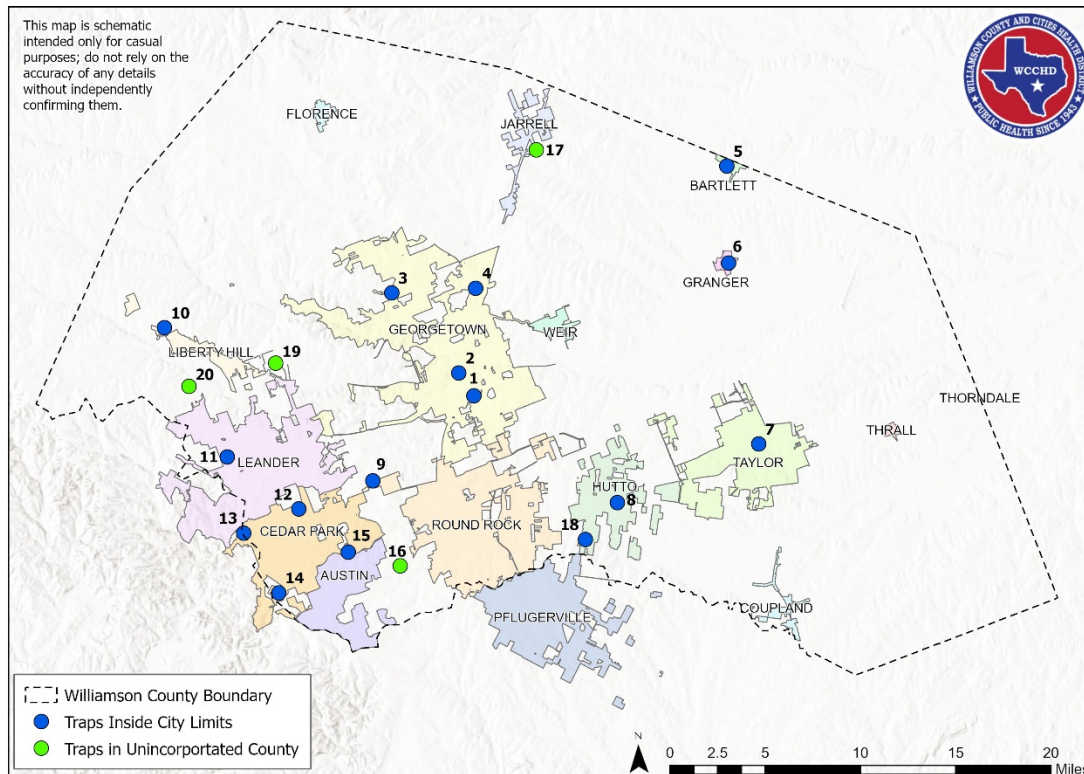 This map is schematic
intended only for casual
purposes; do not rely on the
accuracy of any details
without independently
confirming them.
WILLIAMSON COUNTY AND CITIES HEALTH DISTRICT
WCCHD
PUBLIC HEALTH SINCE 1943
FLORENCE
JARRELL
17
5
BARTLETT
6
GRANGER
3
4
GEORGETOWN
WEIR
10
LIBERTY HILL
19
20
2
1
THORNDALE
THRALL
7
TAYLOR
11
LEANDER
9
HUTTO
8
12
CEDAR PARK
13
15
ROUND ROCK
18
16
14
AUSTIN
PFLUGERVILLE
COUPLAND
Williamson County Boundary
Traps Inside City Limits
Traps in Unincorportated County
N
0 2.5 5 10 15 20
Miles